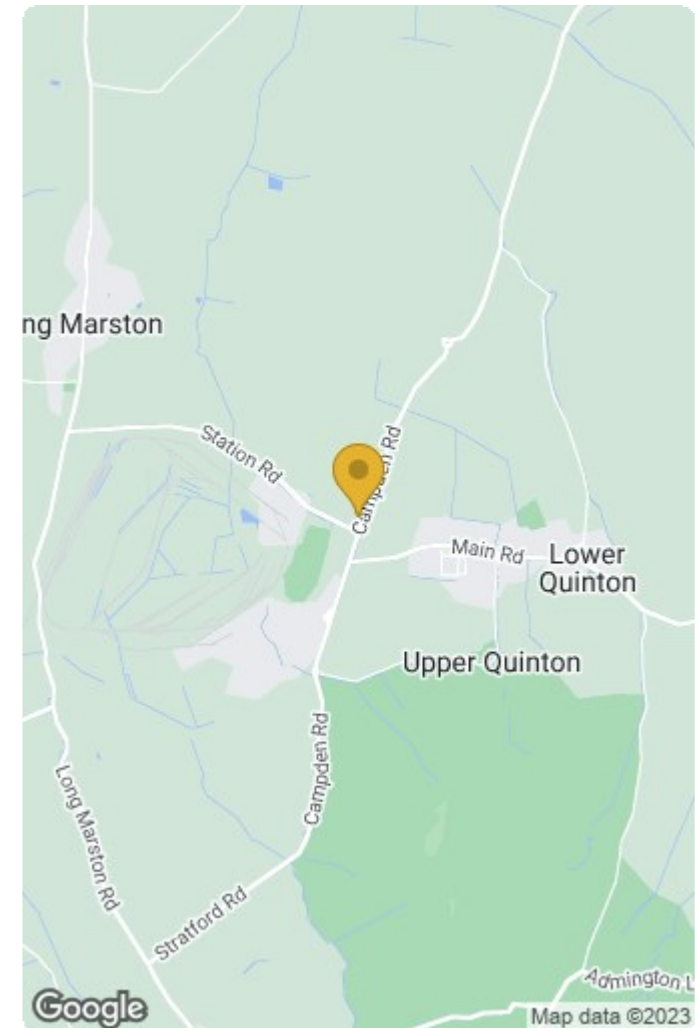 ng Marston
Station Rd
Campden Rd
Main Rd
Lower
Quinton
Upper Quinton
Campden Rd
Long Marston Rd
Stratford Rd
Admington L
Google
Map data ©2023